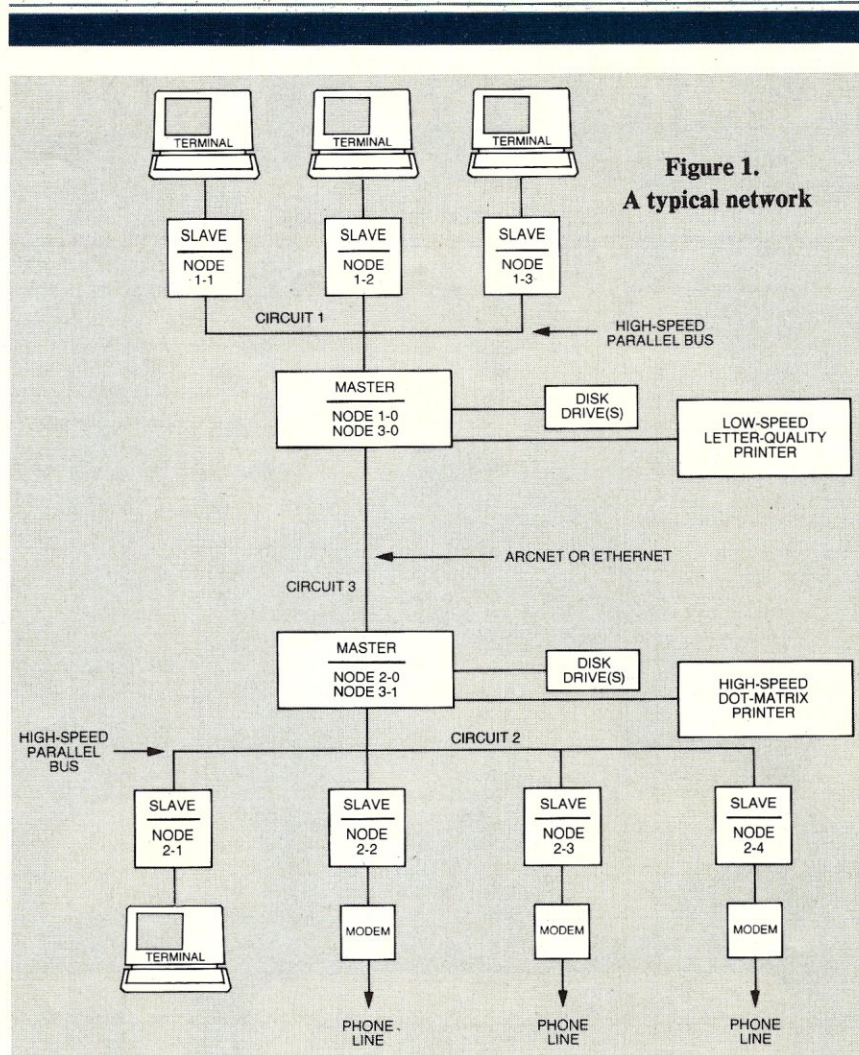 TERMINAL
TERMINAL
TERMINAL
Figure 1.
A typical network
SLAVE
NODE
1-1
SLAVE
NODE
1-2
SLAVE
NODE
1-3
CIRCUIT 1
HIGH-SPEED
PARALLEL BUS
MASTER
NODE 1-0
NODE 3-0
DISK
DRIVE(S)
LOW-SPEED
LETTER-QUALITY
PRINTER
ARCNET OR ETHERNET
CIRCUIT 3
MASTER
NODE 2-0
NODE 3-1
DISK
DRIVE(S)
HIGH-SPEED
DOT-MATRIX
PRINTER
HIGH-SPEED
PARALLEL
BUS
CIRCUIT 2
SLAVE
NODE
2-1
SLAVE
NODE
2-2
SLAVE
NODE
2-3
SLAVE
NODE
2-4
TERMINAL
MODEM
MODEM
MODEM
PHONE
LINE
PHONE
LINE
PHONE
LINE